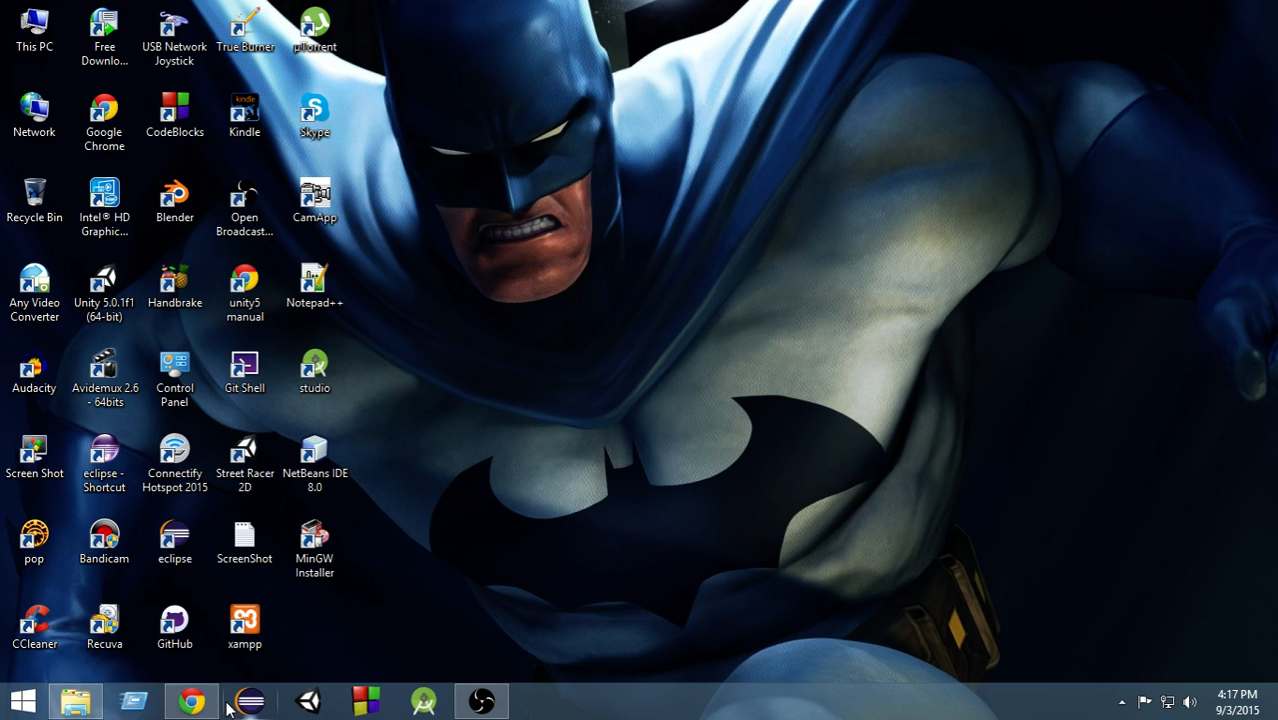 This PC
Free
Downlo...
USB Network
Joystick
True Burner
µTorrent
Network
Google
Chrome
CodeBlocks
kindle
Kindle
Skype
Recycle Bin
Intel® HD
Graphic...
Blender
Open
Broadcast...
CamApp
Any Video
Converter
Unity 5.0.1f1
(64-bit)
Handbrake
unity5
manual
Notepad++
Audacity
Avidemux 2.6
- 64bits
Control
Panel
Git Shell
studio
Screen Shot
eclipse -
Shortcut
Connectify
Hotspot 2015
Street Racer
2D
NetBeans IDE
8.0
pop
Bandicam
eclipse
ScreenShot
MinGW
Installer
CCleaner
Recuva
GitHub
xampp
4:17 PM
9/3/2015